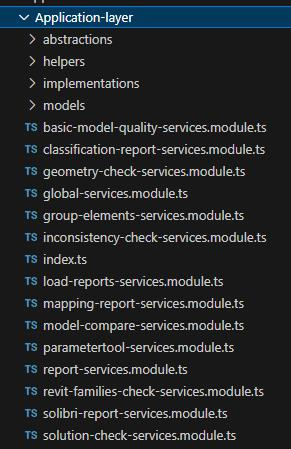 Application-layer
abstractions
helpers
implementations
models
TS basic-model-quality-services.module.ts
TS classification-report-services.module.ts
TS geometry-check-services.module.ts
TS global-services.module.ts
TS group-elements-services.module.ts
TS inconsistency-check-services.module.ts
TS index.ts
TS load-reports-services.module.ts
TS mapping-report-services.module.ts
TS model-compare-services.module.ts
TS parametertool-services.module.ts
TS report-services.module.ts
TS revit-families-check-services.module.ts
TS solibri-report-services.module.ts
TS solution-check-services.module.ts